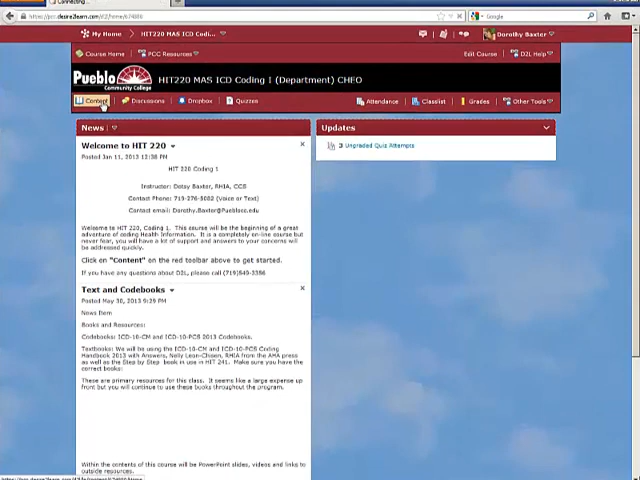 Connecting...
https://pcc.desire2learn.com/d2l/home/674808
Google
My Home
HIT220 MAS ICD Codi...
Dorothy Baxter
Course Home
PCC Resources
Edit Course
D2L Help
Pueblo
Community College
HIT220 MAS ICD Coding I (Department) CHEO
Content
Discussions
Dropbox
Quizzes
Attendance
Classlist
Grades
Other Tools
News
Updates
Welcome to HIT 220
Posted Jan 11, 2013 12:38 PM
3 Ungraded Quiz Attempts
HIT 220 Coding 1
Instructor: Dotsy Baxter, RHIA, CCS
Contact Phone: 719-276-5002 (Voice or Text)
Contact email: Dorothy.Baxter@Pueblocc.edu
Welcome to HIT 220, Coding 1. This course will be the beginning of a great
adventure of coding Health Information. It is a completely on-line course but
never fear, you will have a lot of support and answers to your concerns will
be addressed quickly.
Click on "Content" on the red toolbar above to get started.
If you have any questions about D2L, please call (719)549-3356
Text and Codebooks
Posted May 30, 2013 9:29 PM
News Item
Books and Resources:
Codebooks: ICD-10-CM and ICD-10-PCS 2013 Codebooks.
Textbooks: We will be using the ICD-10-CM and ICD-10-PCS Coding
Handbook 2013 with Answers, Nelly Leon-Chisen, RHIA from the AHA press
as well as the Step by Step book in use in HIT 241. Make sure you have the
correct books:
These are primary resources for this class. It seems like a large expense up
front but you will continue to use these books throughout the program.
Within the contents of this course will be PowerPoint slides, videos and links to
outside resources.